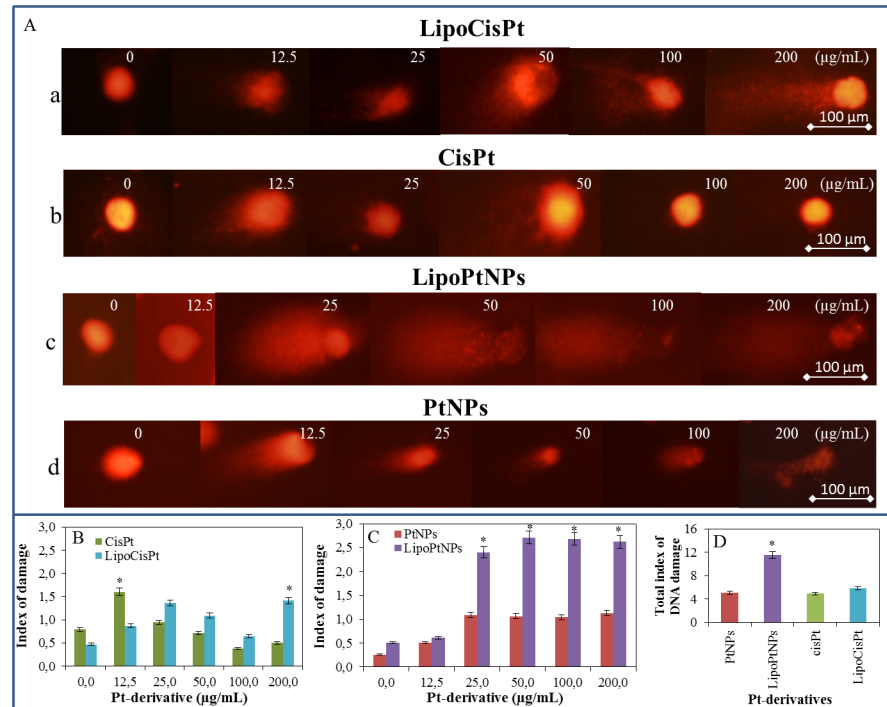 A
LipoCisPt
0 12.5 25 50 100 200 (µg/mL)
a
100 µm
CisPt
0 12.5 25 50 100 200 (µg/mL)
b
100 µm
LipoPtNPs
0 12.5 25 50 100 200 (µg/mL)
c
100 µm
PtNPs
0 12.5 25 50 100 200 (µg/mL)
d
100 µm
B
CisPt
LipoCisPt
Index of damage
3,0
2,5
2,0
1,5
1,0
0,5
0,0
* *
0,0 12,5 25,0 50,0 100,0 200,0
Pt-derivative (µg/mL)
C
PtNPs
LipoPtNPs
Index of damage
3,0
2,5
2,0
1,5
1,0
0,5
0,0
* * * *
0,0 12,5 25,0 50,0 100,0 200,0
Pt-derivative (µg/mL)
D
Total index of
DNA damage
16
12
8
4
0
*
PtNPs
LipoPtNPs
cisPt
LipoCisPt
Pt-derivatives